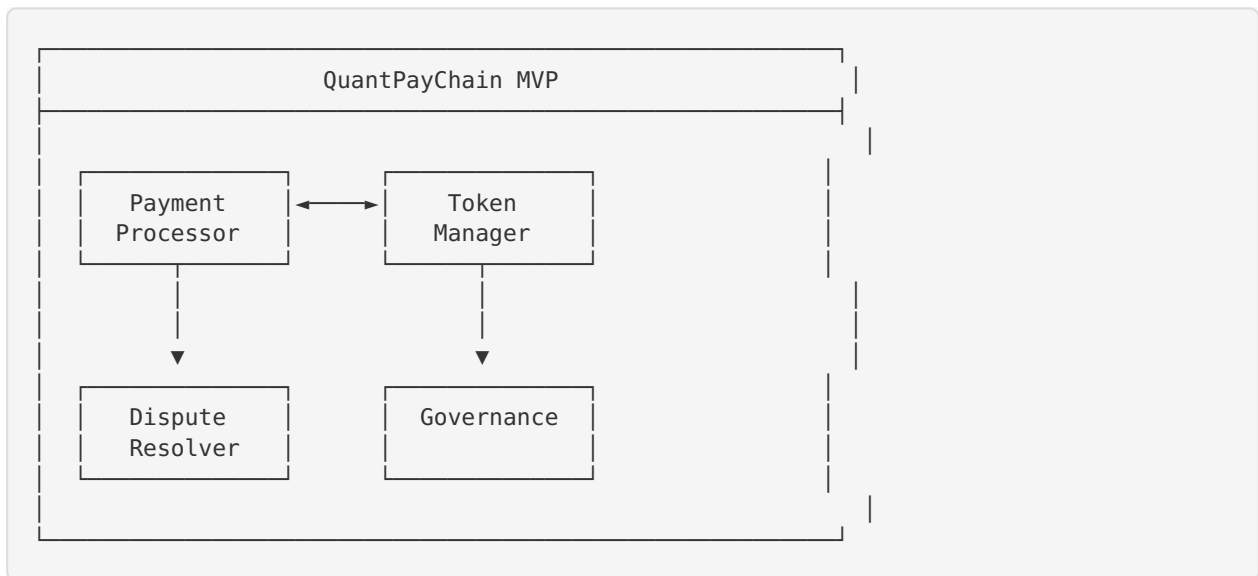 QuantPayChain MVP
Payment Token
Processor Manager
Dispute Governance
Resolver